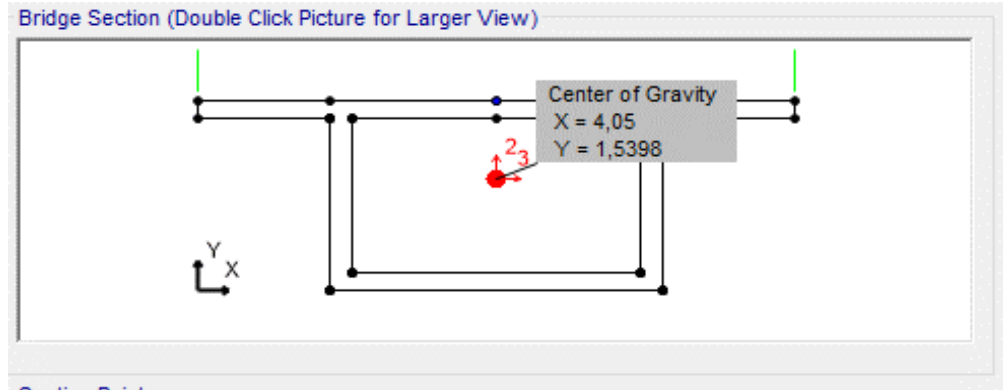 Bridge Section (Double Click Picture for Larger View)
Center of Gravity
X = 4,05
Y = 1,5398
2
3
Y
X